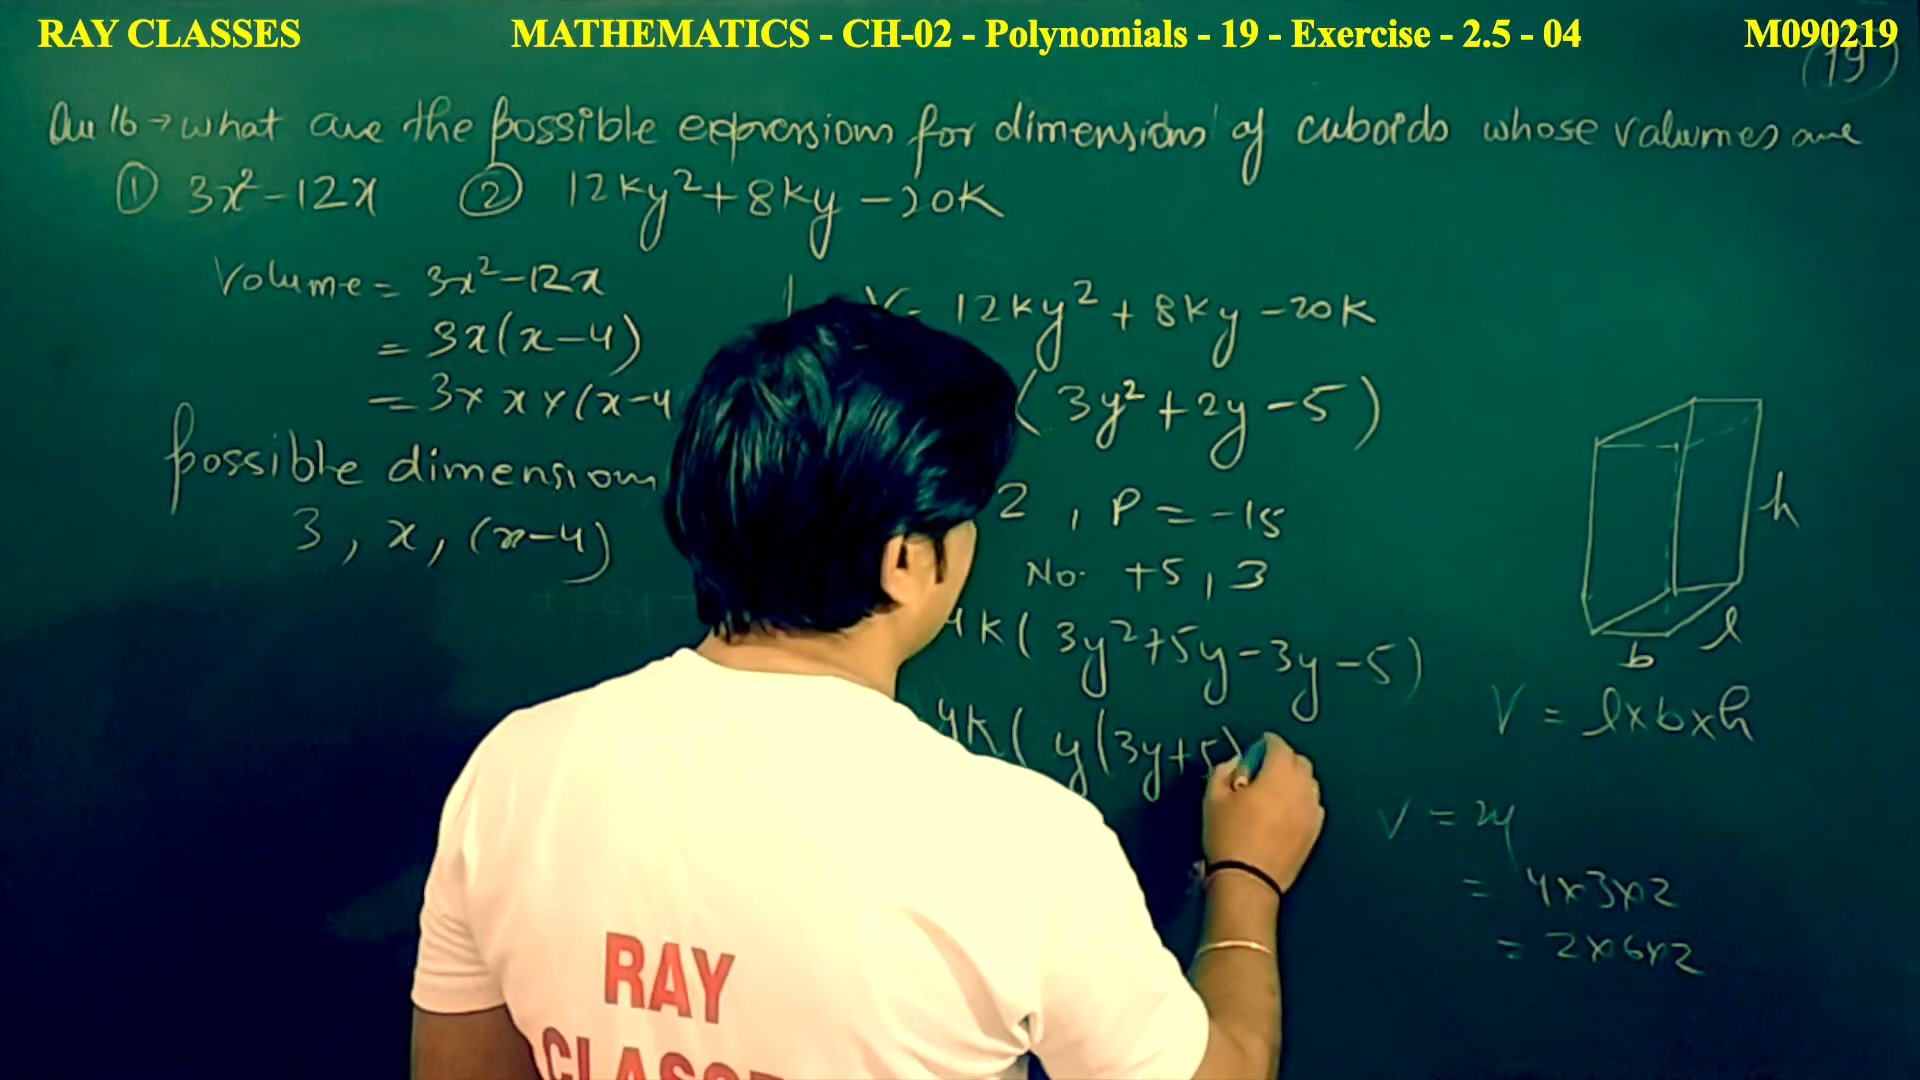 RAY CLASSES MATHEMATICS - CH-02 - Polynomials - 19 - Exercise - 2.5 - 04 M090219
(19)
Qu 16 → what are the possible expressions for dimensions of cuboids whose valumes are
① 3x²-12x ② 12ky²+8ky-20k
Volume = 3x²-12x
= 3x(x-4)
= 3× x ×(x-4
possible dimension
3, x, (x-4)
V= 12ky²+8ky-20k
(3y²+2y-5)
2, P = -15
No. +5, 3
4k(3y²+5y-3y-5)
4k(y(3y+5)
h
l
b
V = l×b×h
V = 24
= 4×3×2
= 2×6×2
RAY
CLASSE